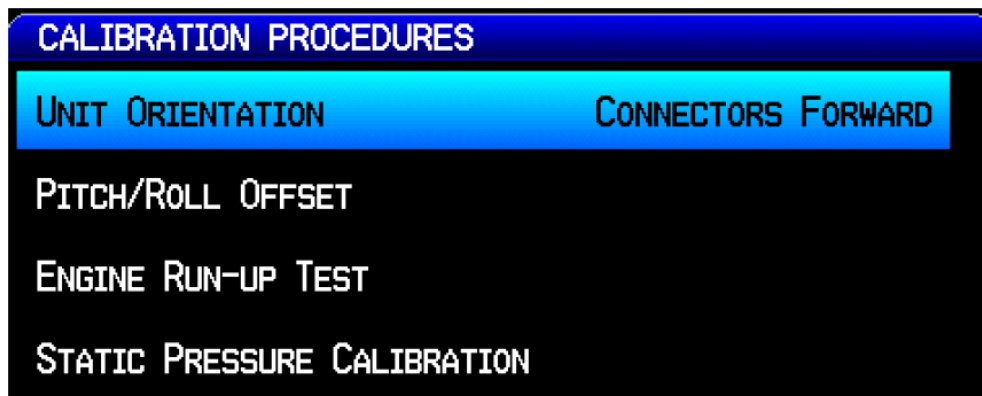 CALIBRATION PROCEDURES
UNIT ORIENTATION CONNECTORS FORWARD
PITCH/ROLL OFFSET
ENGINE RUN-UP TEST
STATIC PRESSURE CALIBRATION